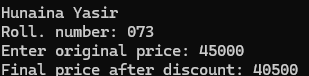 Hunaina Yasir
Roll. number: 073
Enter original price: 45000
Final price after discount: 40500